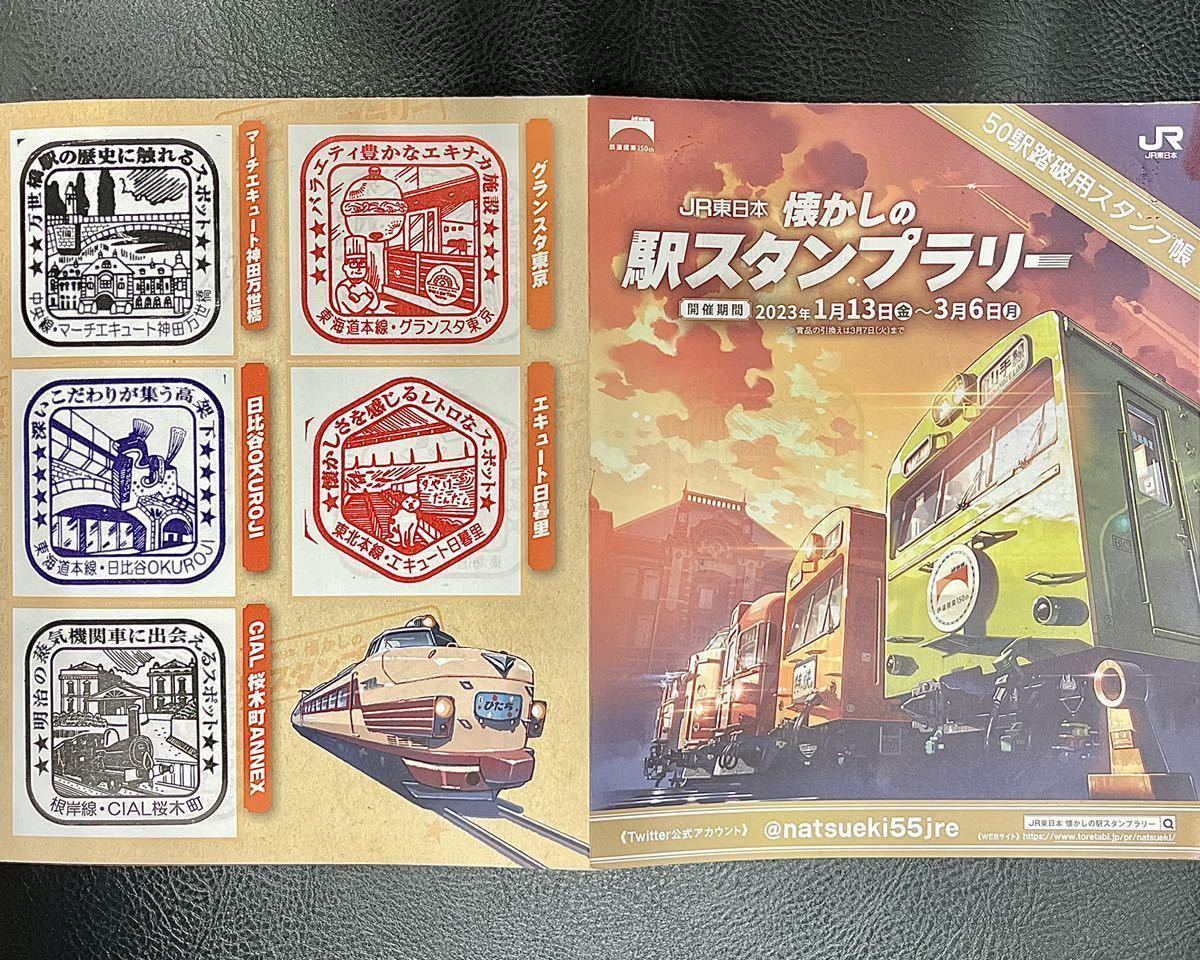 万世橋駅の歴史に触れるスポット
中央線・マーチエキュート神田万世橋
マーチエキュート神田万世橋
バラエティ豊かなエキナカ施設
東海道本線・グランスタ東京
グランスタ東京
深いこだわりが集う高架下
東海道本線・日比谷OKUROJI
日比谷OKUROJI
懐かしさを感じるレトロなスポット
東北本線・エキュート日暮里
エキュート日暮里
明治の蒸気機関車に出会えるスポット
根岸線・CIAL桜木町
CIAL 桜木町ANNEX
ひたち
鉄道開業150th
50駅踏破用スタンプ帳
JR
JR東日本
JR東日本 懐かしの
駅スタンプラリー
開催期間 2023年1月13日金〜3月6日月
※賞品の引換えは3月7日(火)まで
山手
鉄道開業150th
《Twitter公式アカウント》 @natsueki55jre
JR東日本 懐かしの駅スタンプラリー
《WEBサイト》https://www.toretabi.jp/pr/natsueki/